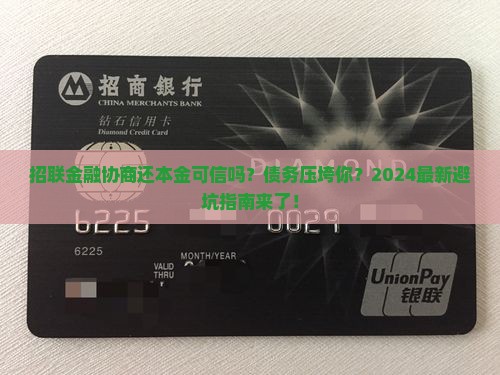 招商銀行
CHINA MERCHANTS BANK
钻石信用卡
Diamond Credit Card
DIAMOND
招联金融协商还本金可信吗？债务压垮你？2024最新避
坑指南来了！
6225 0029
6225
MONTH/YEAR
VALID
THRU
UnionPay
银联